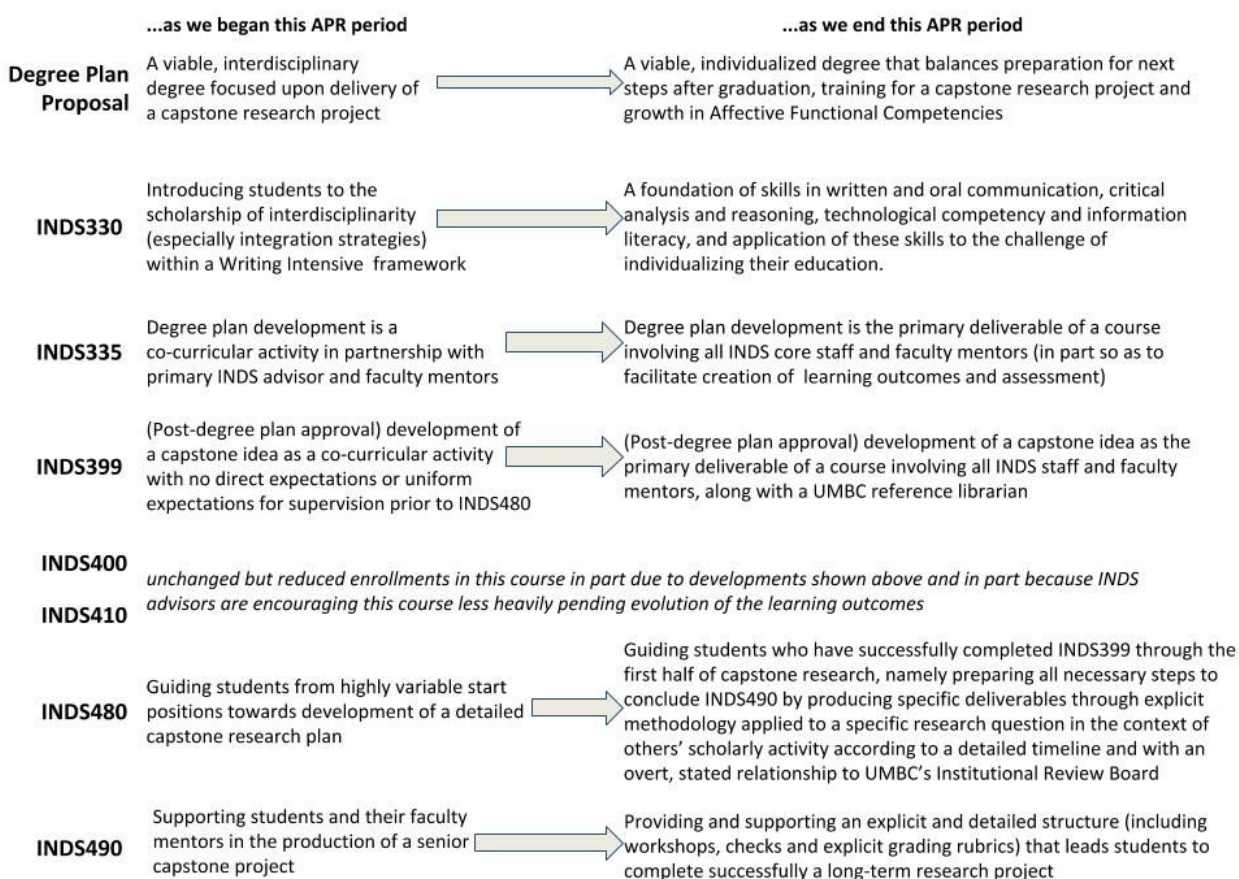 ...as we began this APR period
...as we end this APR period
Degree Plan
Proposal
A viable, interdisciplinary
degree focused upon delivery of
a capstone research project
A viable, individualized degree that balances preparation for next
steps after graduation, training for a capstone research project and
growth in Affective Functional Competencies
INDS330
Introducing students to the
scholarship of interdisciplinarity
(especially integration strategies)
within a Writing Intensive framework
A foundation of skills in written and oral communication, critical
analysis and reasoning, technological competency and information
literacy, and application of these skills to the challenge of
individualizing their education.
INDS335
Degree plan development is a
co-curricular activity in partnership with
primary INDS advisor and faculty mentors
Degree plan development is the primary deliverable of a course
involving all INDS core staff and faculty mentors (in part so as to
facilitate creation of learning outcomes and assessment)
INDS399
(Post-degree plan approval) development of
a capstone idea as a co-curricular activity
with no direct expectations or uniform
expectations for supervision prior to INDS480
(Post-degree plan approval) development of a capstone idea as the
primary deliverable of a course involving all INDS staff and faculty
mentors, along with a UMBC reference librarian
INDS400
INDS410
unchanged but reduced enrollments in this course in part due to developments shown above and in part because INDS
advisors are encouraging this course less heavily pending evolution of the learning outcomes
INDS480
Guiding students from highly variable start
positions towards development of a detailed
capstone research plan
Guiding students who have successfully completed INDS399 through the
first half of capstone research, namely preparing all necessary steps to
conclude INDS490 by producing specific deliverables through explicit
methodology applied to a specific research question in the context of
others' scholarly activity according to a detailed timeline and with an
overt, stated relationship to UMBC's Institutional Review Board
INDS490
Supporting students and their faculty
mentors in the production of a senior
capstone project
Providing and supporting an explicit and detailed structure (including
workshops, checks and explicit grading rubrics) that leads students to
complete successfully a long-term research project